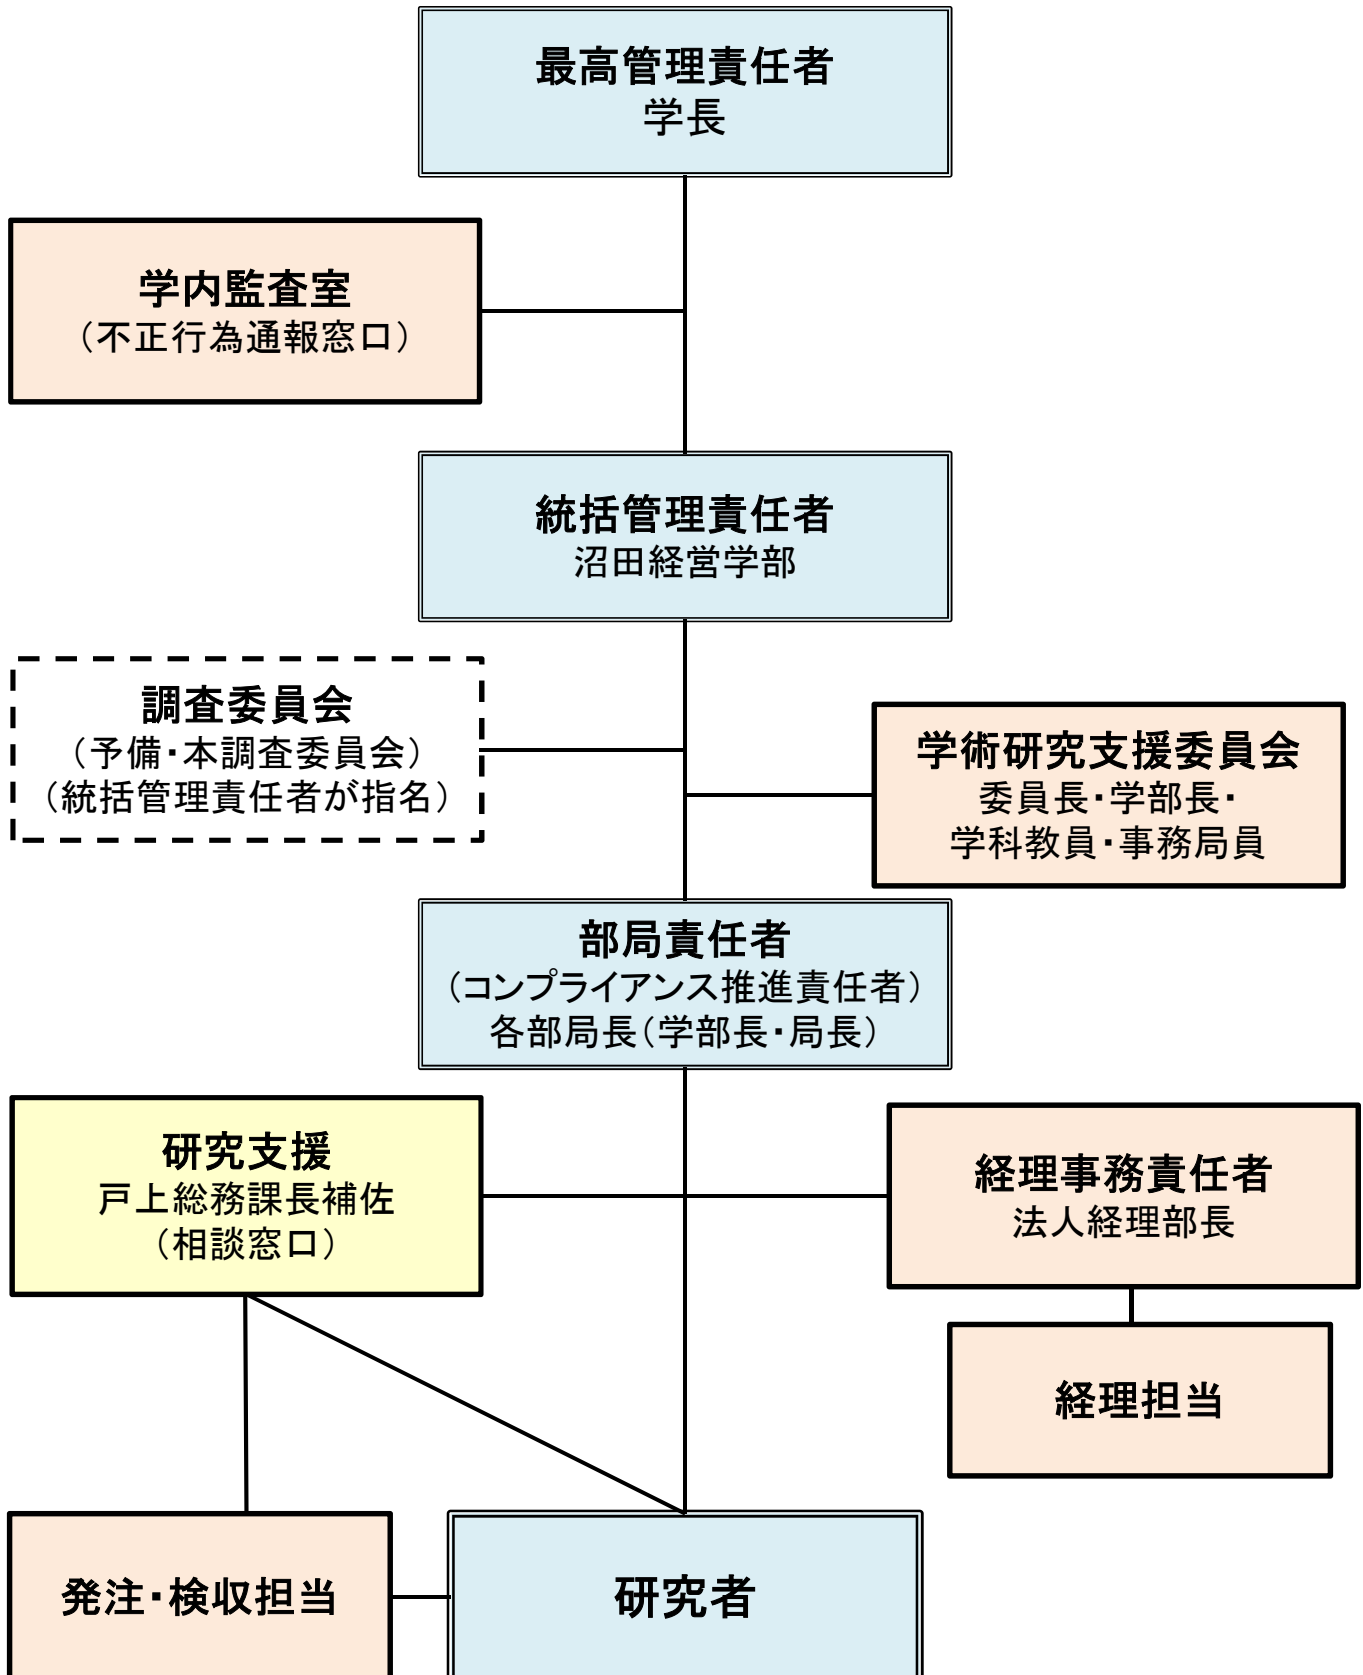 最高管理責任者
学長
学内監査室
（不正行為通報窓口）
統括管理責任者
沼田経営学部
調査委員会
（予備・本調査委員会）
（統括管理責任者が指名）
学術研究支援委員会
委員長・学部長・
学科教員・事務局員
部局責任者
（コンプライアンス推進責任者）
各部局長（学部長・局長）
研究支援
戸上総務課長補佐
（相談窓口）
経理事務責任者
法人経理部長
経理担当
発注・検収担当
研究者